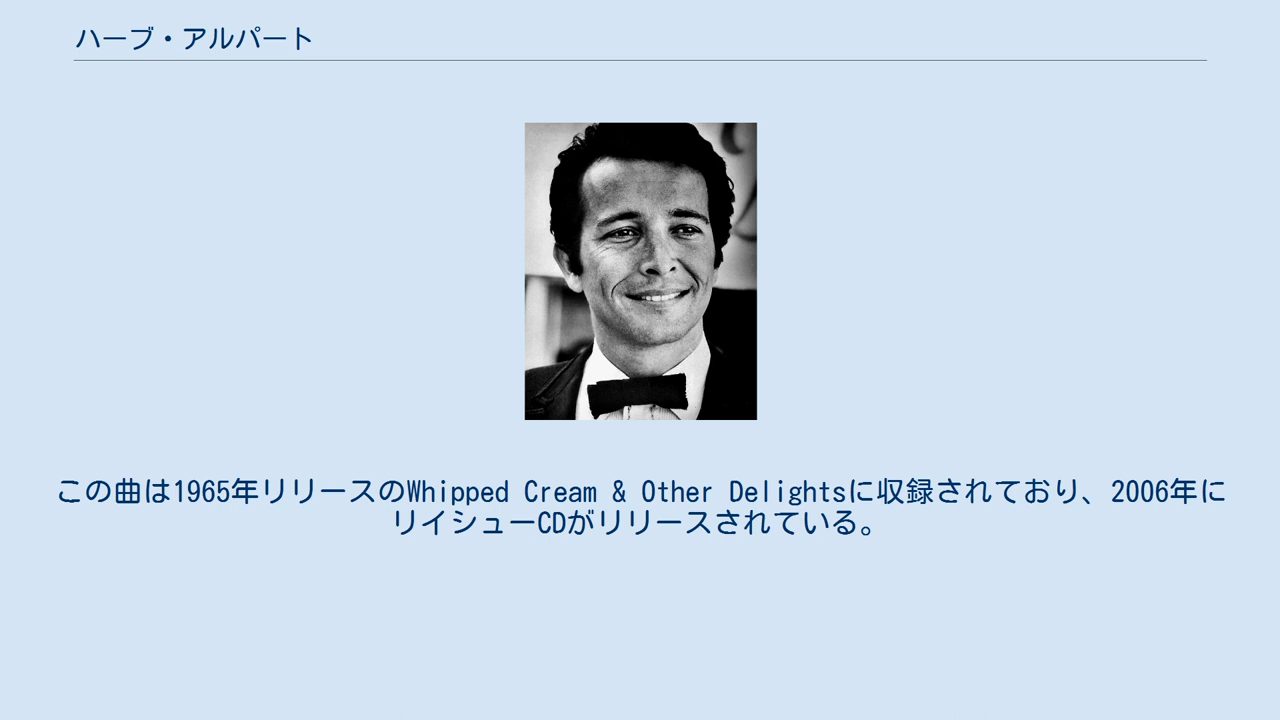 ハーブ・アルパート
この曲は1965年リリースのWhipped Cream & Other Delightsに収録されており、2006年に
リイシューCDがリリースされている。